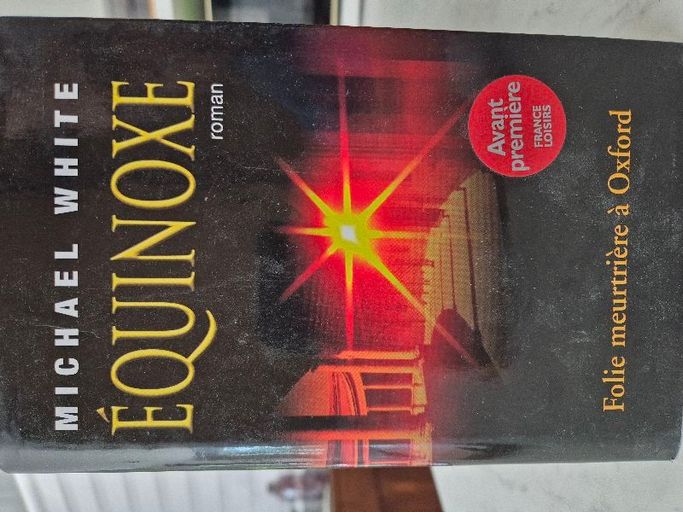 MICHAEL WHITE
ÉQUINOXE
roman
Avant
première
FRANCE
LOISIRS
Folie meurtrière à Oxford